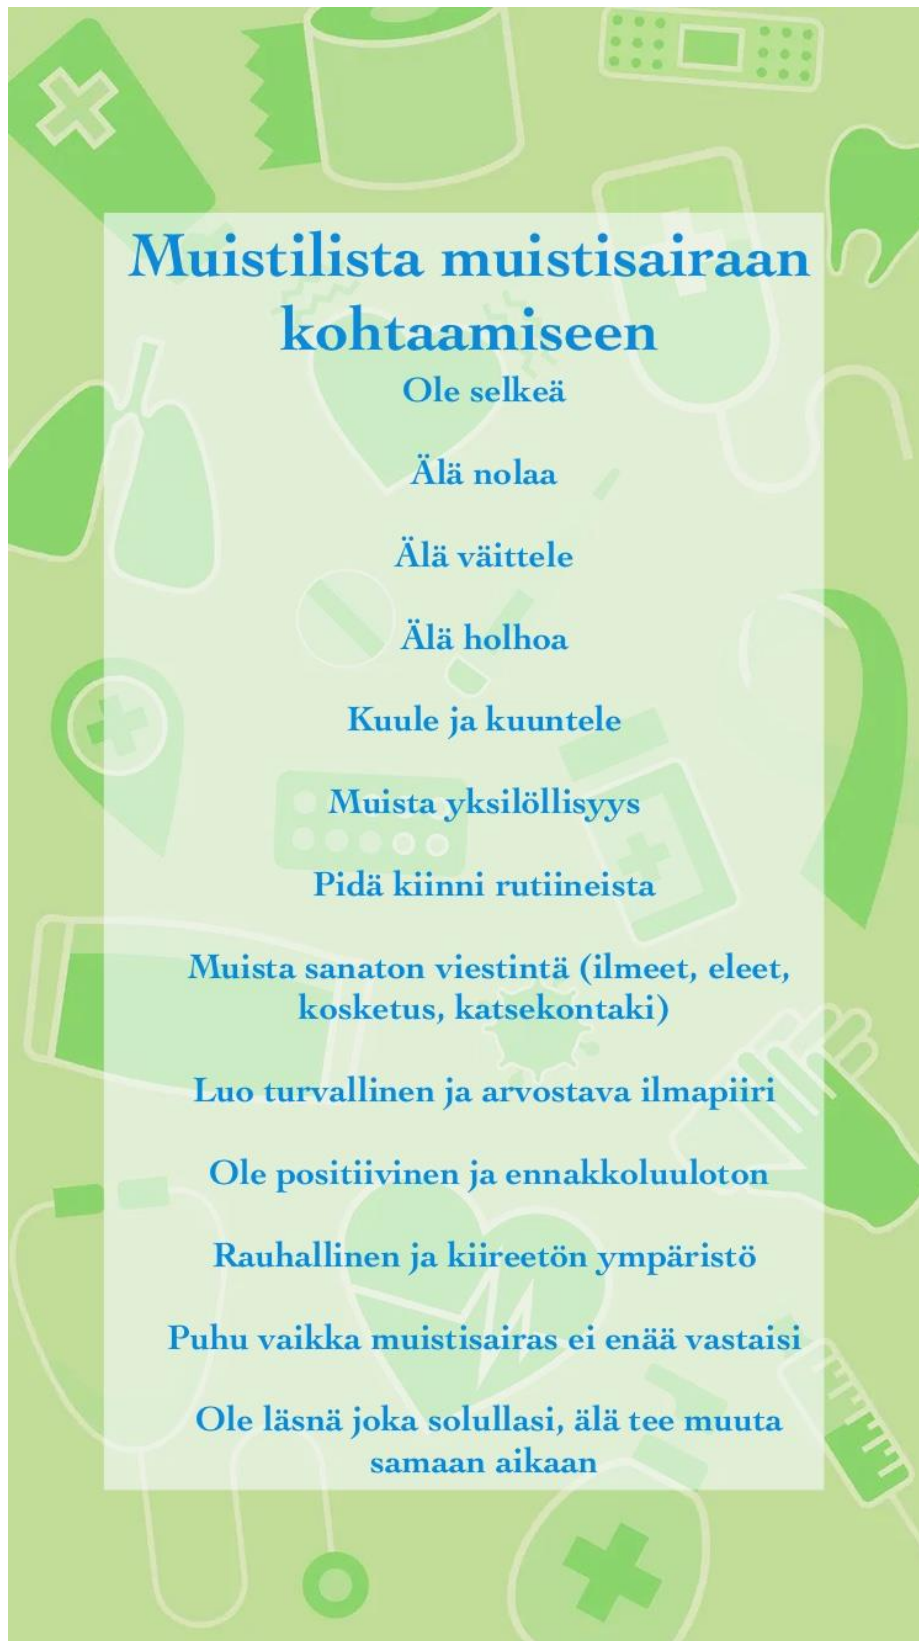 Muistilista muistisairaan
kohtaamiseen
Ole selkeä
Älä nolaa
Älä väittele
Älä holhoa
Kuule ja kuuntele
Muista yksilöllisyys
Pidä kiinni rutiineista
Muista sanaton viestintä (ilmeet, eleet,
kosketus, katsekontaki)
Luo turvallinen ja arvostava ilmapiiri
Ole positiivinen ja ennakkoluuloton
Rauhallinen ja kiireetön ympäristö
Puhu vaikka muistisairas ei enää vastaisi
Ole läsnä joka solullasi, älä tee muuta
samaan aikaan